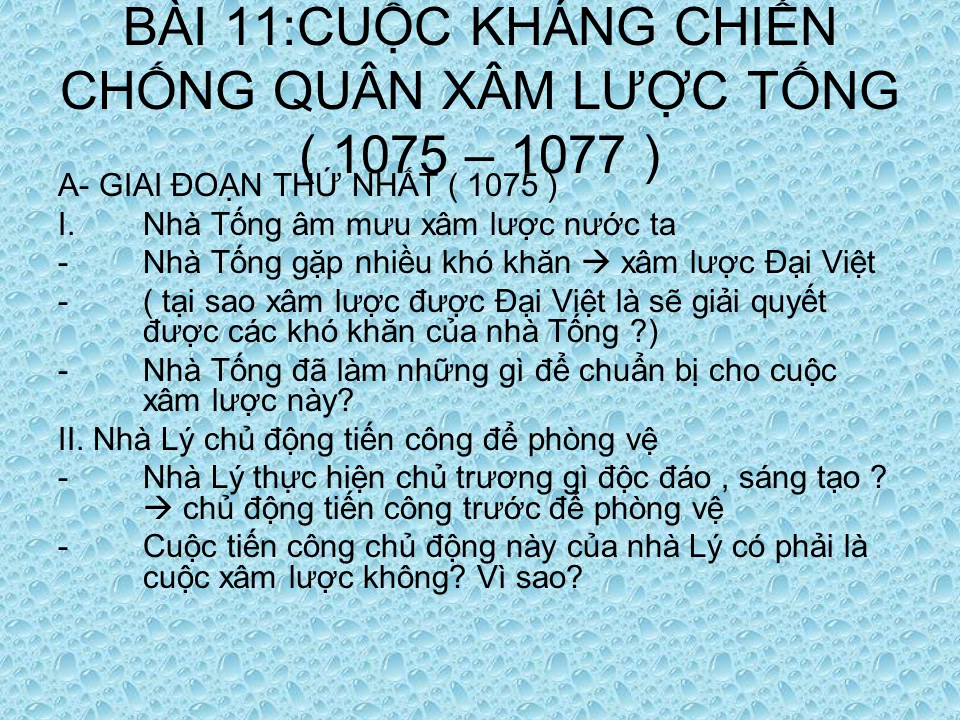 BÀI 11:CUỘC KHÁNG CHIẾN
CHỐNG QUÂN XÂM LƯỢC TỐNG
( 1075 – 1077 )
A- GIAI ĐOẠN THỨ NHẤT ( 1075 )
I. Nhà Tống âm mưu xâm lược nước ta
- Nhà Tống gặp nhiều khó khăn → xâm lược Đại Việt
- ( tại sao xâm lược được Đại Việt là sẽ giải quyết
được các khó khăn của nhà Tống ?)
- Nhà Tống đã làm những gì để chuẩn bị cho cuộc
xâm lược này?
II. Nhà Lý chủ động tiến công để phòng vệ
- Nhà Lý thực hiện chủ trương gì độc đáo , sáng tạo ?
→ chủ động tiến công trước để phòng vệ
- Cuộc tiến công chủ động này của nhà Lý có phải là
cuộc xâm lược không? Vì sao?